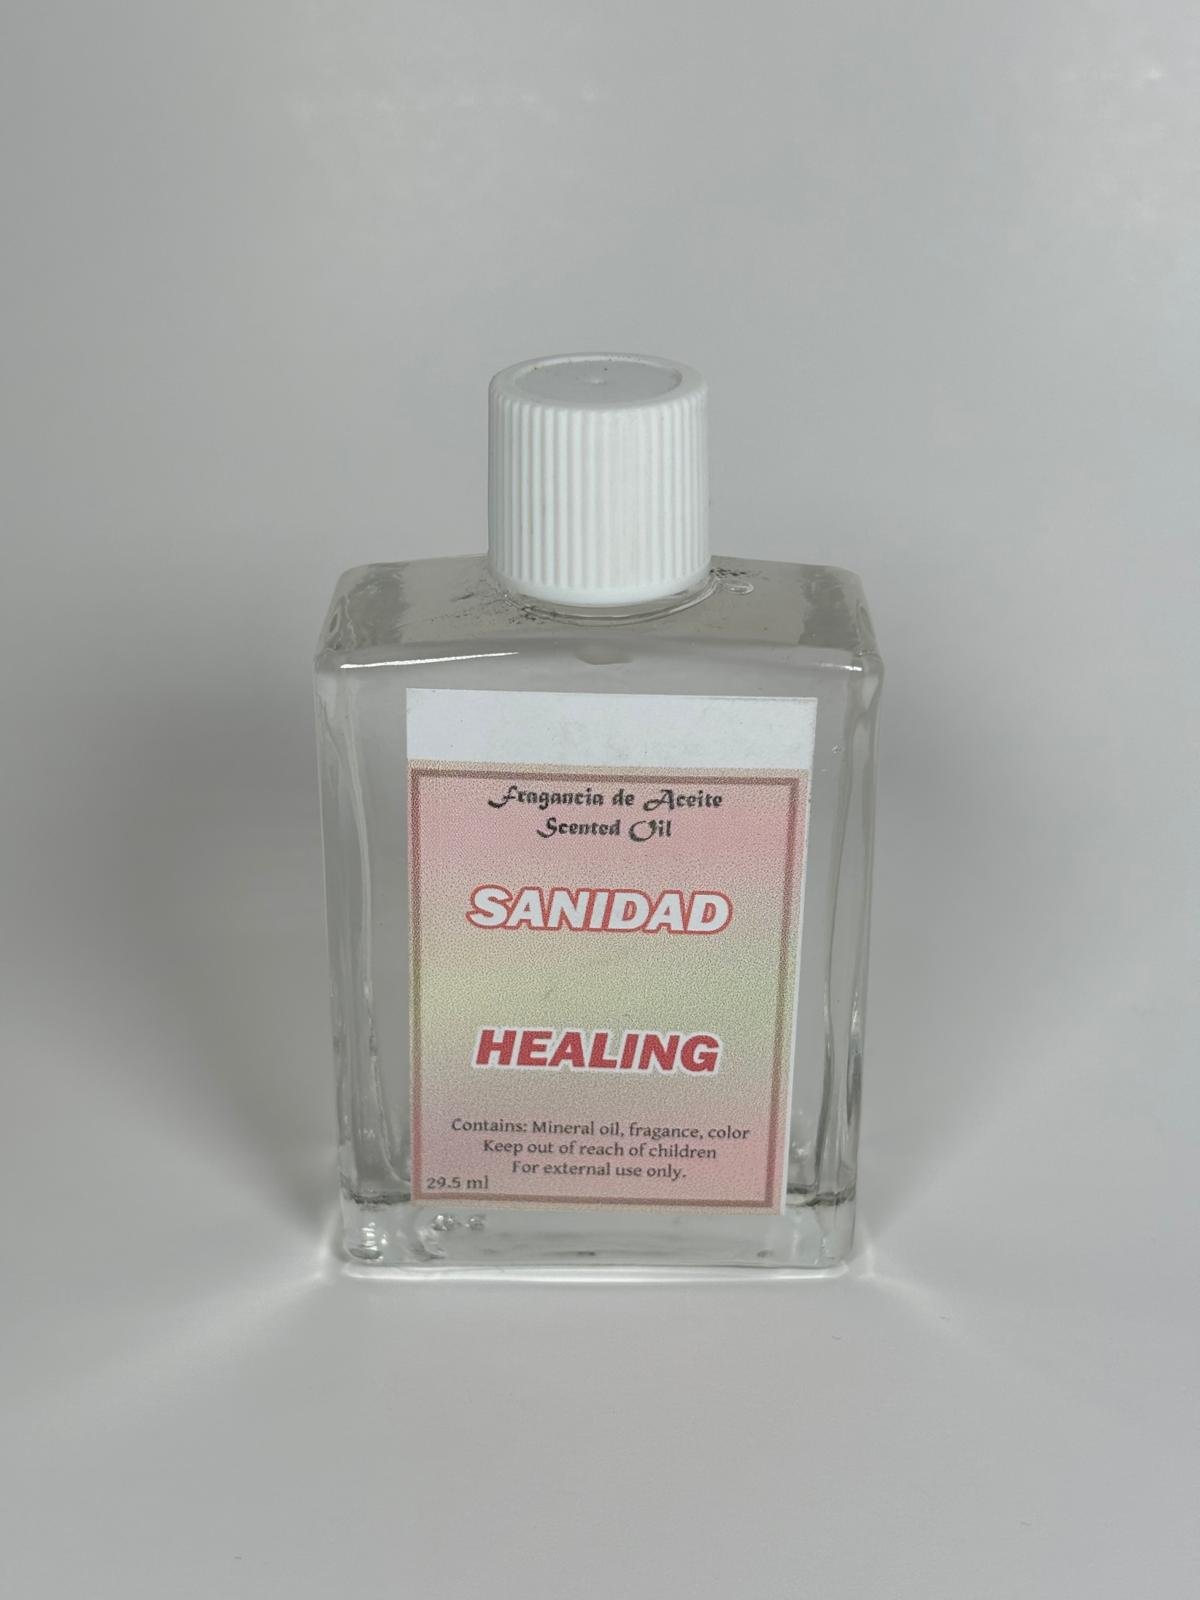 Fragancia de Aceite
Scented Oil
SANIDAD
HEALING
Contains: Mineral oil, fragance, color
Keep out of reach of children
For external use only.
29.5 ml